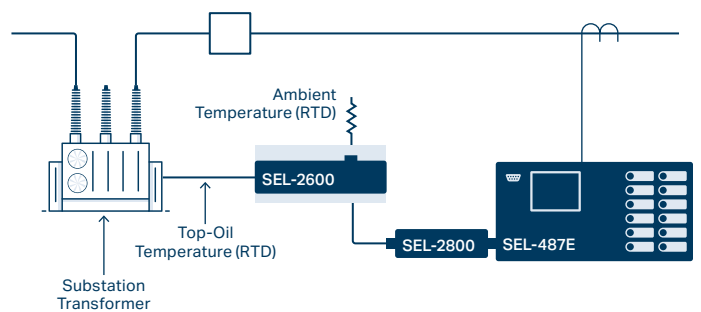 Ambient
Temperature (RTD)
SEL-2600
Top-Oil
Temperature (RTD)
SEL-2800
SEL-487E
Substation
Transformer